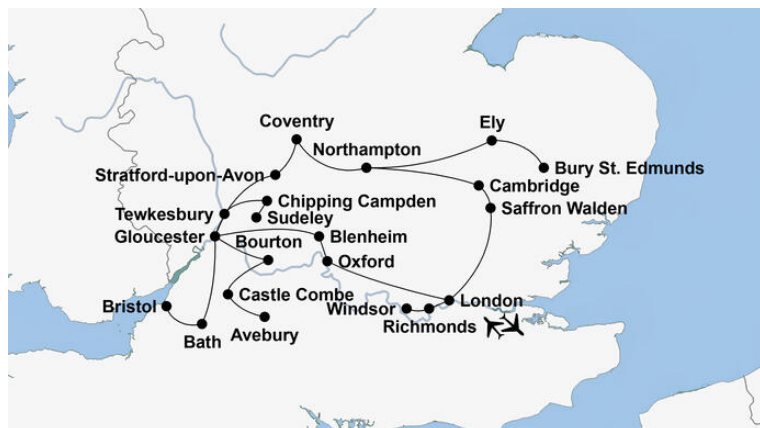 Coventry
Ely
Northampton
Stratford-upon-Avon
Bury St. Edmunds
Cambridge
Chipping Campden
Saffron Walden
Tewkesbury
Sudeley
Gloucester
Bourton
Blenheim
Oxford
Castle Combe
London
Bristol
Windsor
Richmonds
Avebury
Bath